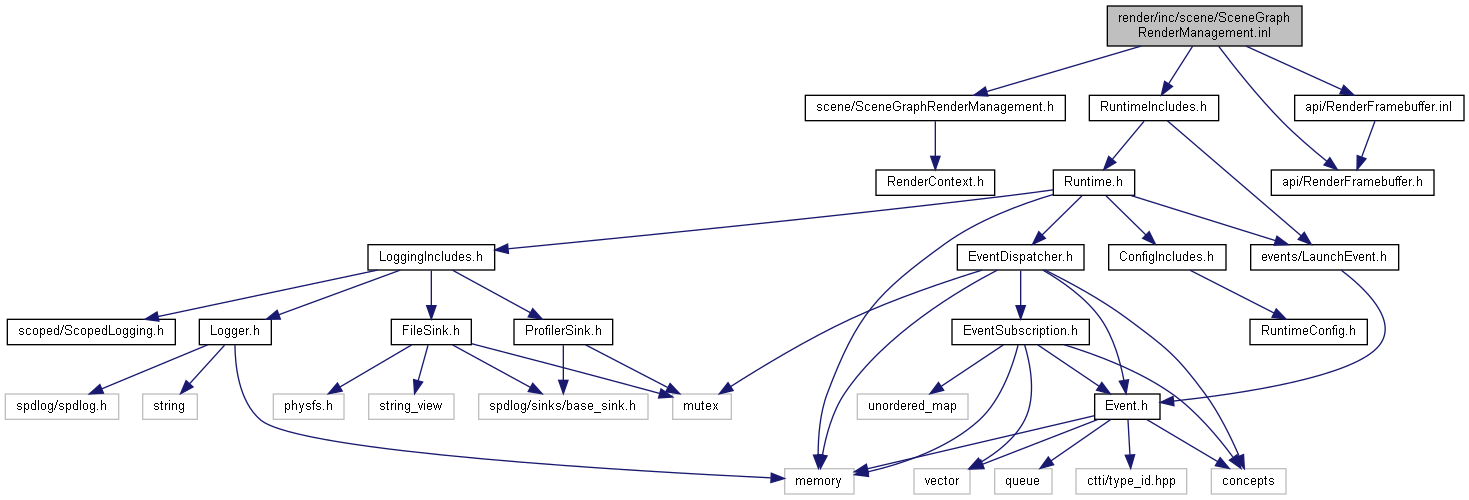 render/inc/scene/SceneGraph
RenderManagement.inl
scene/SceneGraphRenderManagement.h
RuntimeIncludes.h
api/RenderFramebuffer.inl
RenderContext.h
Runtime.h
api/RenderFramebuffer.h
LoggingIncludes.h
EventDispatcher.h
ConfigIncludes.h
events/LaunchEvent.h
scoped/ScopedLogging.h
Logger.h
FileSink.h
ProfilerSink.h
EventSubscription.h
RuntimeConfig.h
spdlog/spdlog.h
string
physfs.h
string_view
spdlog/sinks/base_sink.h
mutex
unordered_map
Event.h
memory
vector
queue
ctti/type_id.hpp
concepts